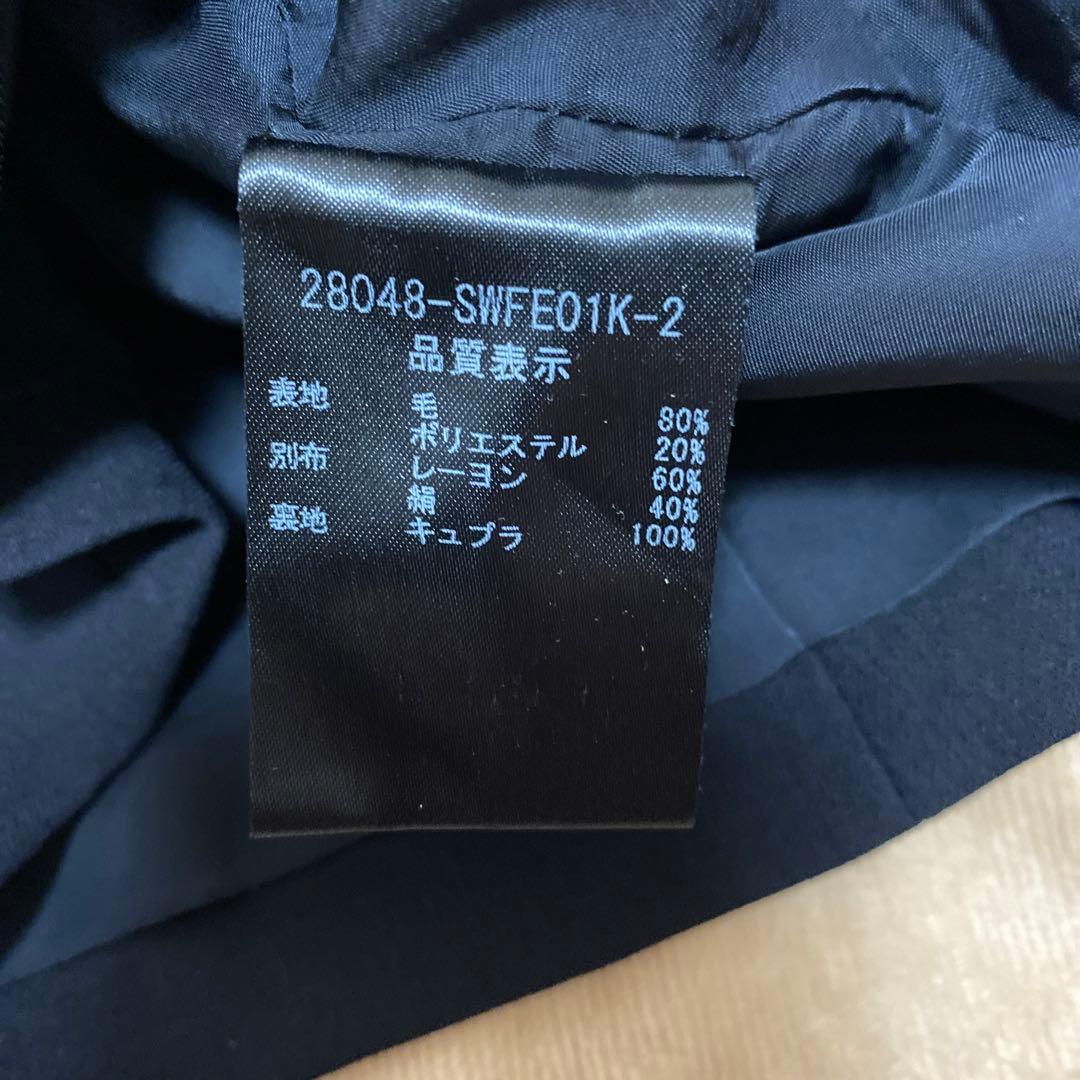 28048-SWFE01K-2
品質表示
表地 毛 80%
ポリエステル 20%
別布 レーヨン 60%
絹 40%
裏地 キュプラ 100%